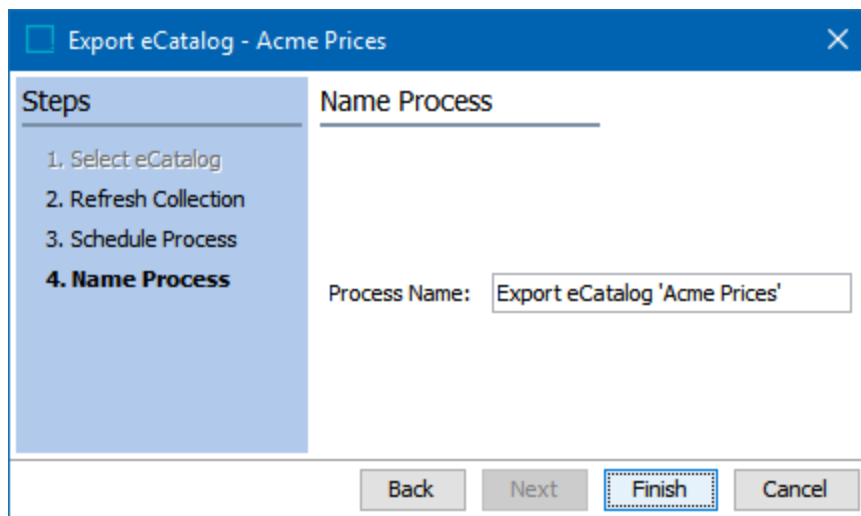 Export eCatalog - Acme Prices
Steps
1. Select eCatalog
2. Refresh Collection
3. Schedule Process
4. Name Process
Name Process
Process Name: Export eCatalog 'Acme Prices'
Back Next Finish Cancel